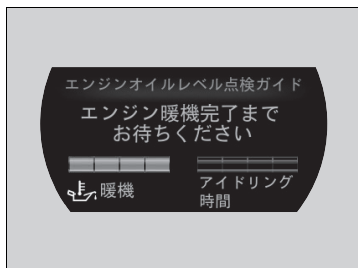 エンジンオイルレベル点検ガイド
エンジン暖機完了まで
お待ちください
暖機
アイドリング
時間